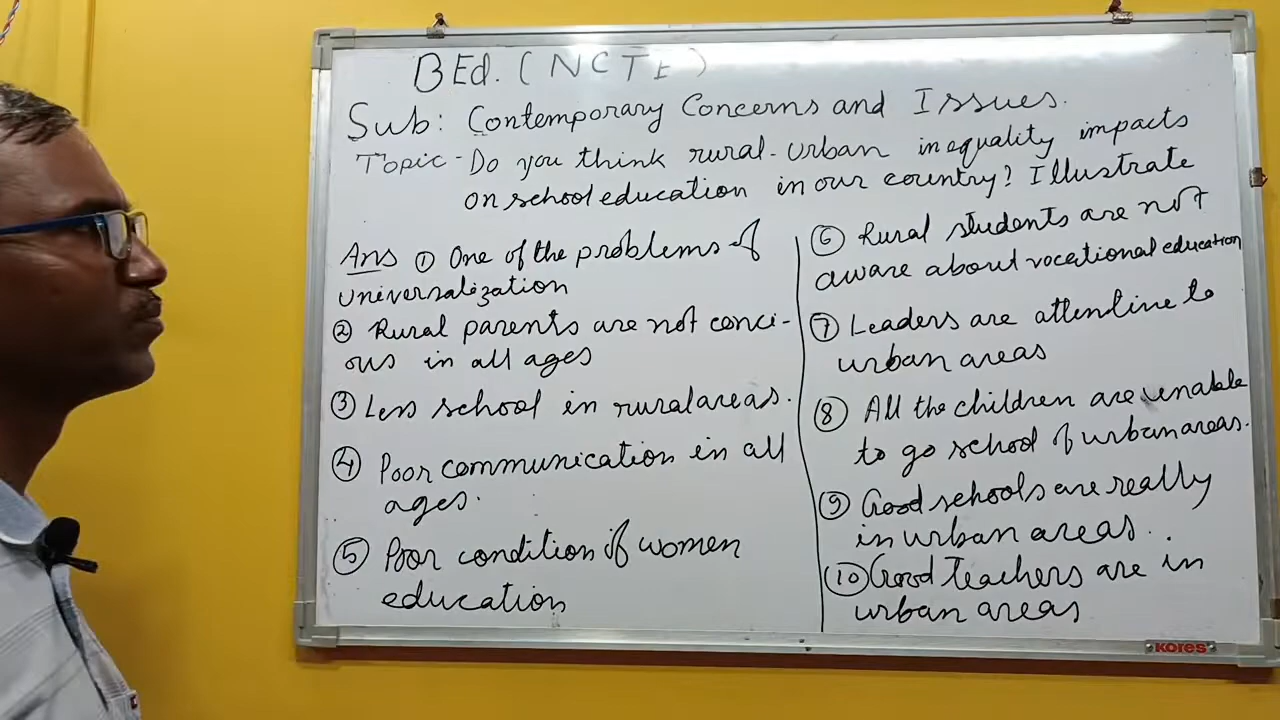 B Ed. (NCTE)
Sub: Contemporary Concerns and Issues.
Topic - Do you think rural-urban inequality impacts
on school education in our country? Illustrate
Ans ① One of the problems of
universalization
② Rural parents are not conci-
ous in all ages
③ Less school in rural areas.
④ Poor communication in all
ages.
⑤ Poor condition of women
education
⑥ Rural students are not
aware about vocational education
⑦ Leaders are attentine to
urban areas
⑧ All the children are unable
to go school of urban areas.
⑨ Good schools are really
in urban areas.
⑩ Good teachers are in
urban areas
KORES